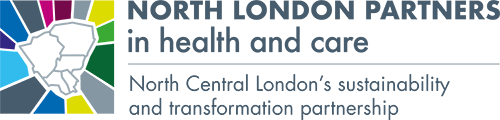 NORTH LONDON PARTNERS
in health and care
North Central London's sustainability
and transformation partnership